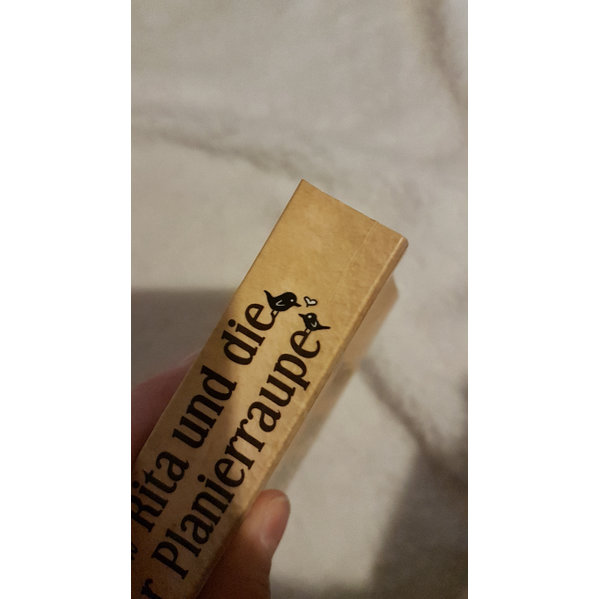 Rita und die
Planierraupe